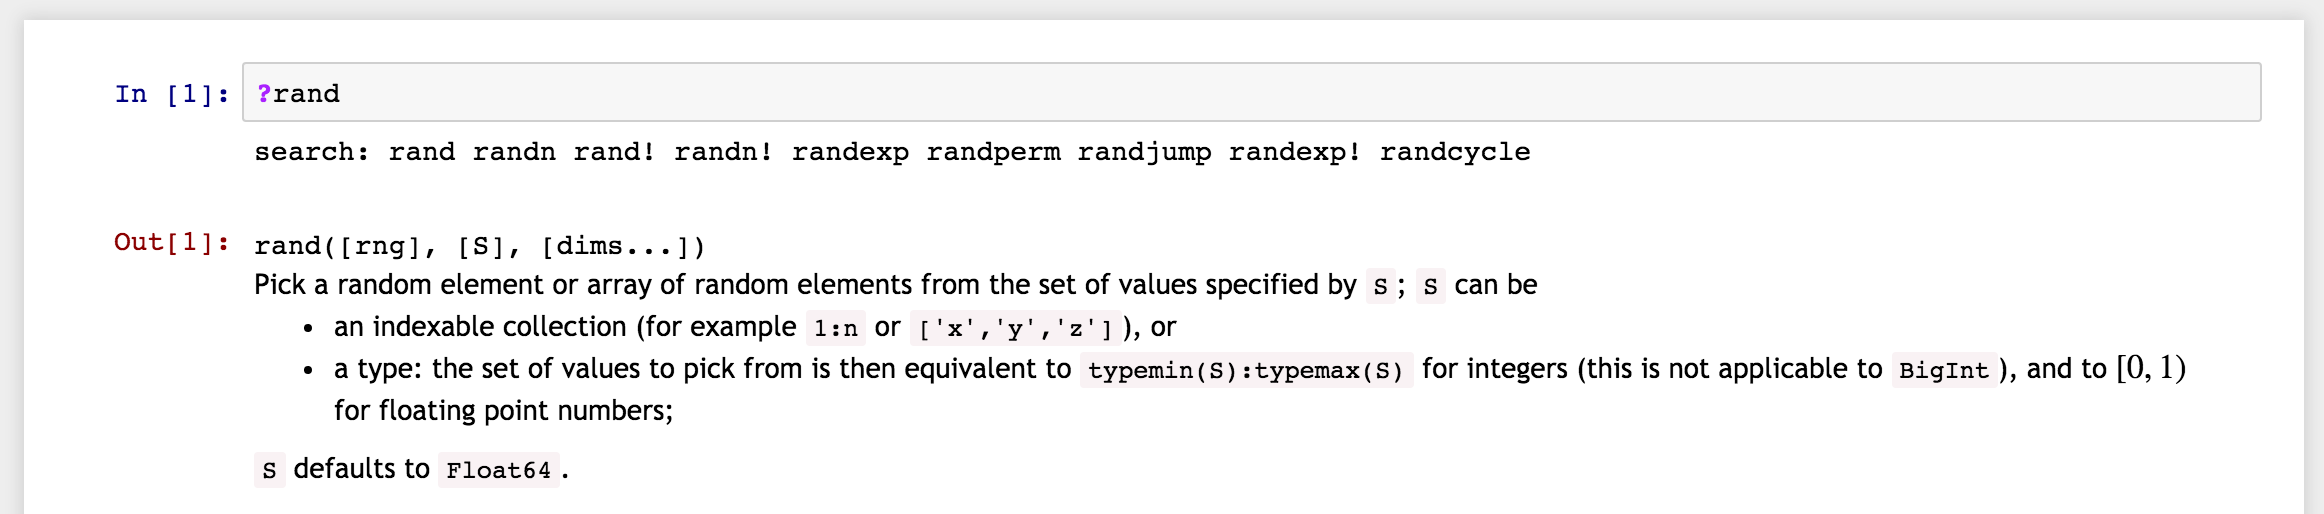 In [1]: ?rand
search: rand randn rand! randn! randexp randperm randjump randexp! randcycle
Out[1]: rand([rng], [S], [dims...])
Pick a random element or array of random elements from the set of values specified by S; S can be
• an indexable collection (for example 1:n or ['x','y','z']), or
• a type: the set of values to pick from is then equivalent to typemin(S):typemax(S) for integers (this is not applicable to BigInt), and to [0, 1)
for floating point numbers;
S defaults to Float64.